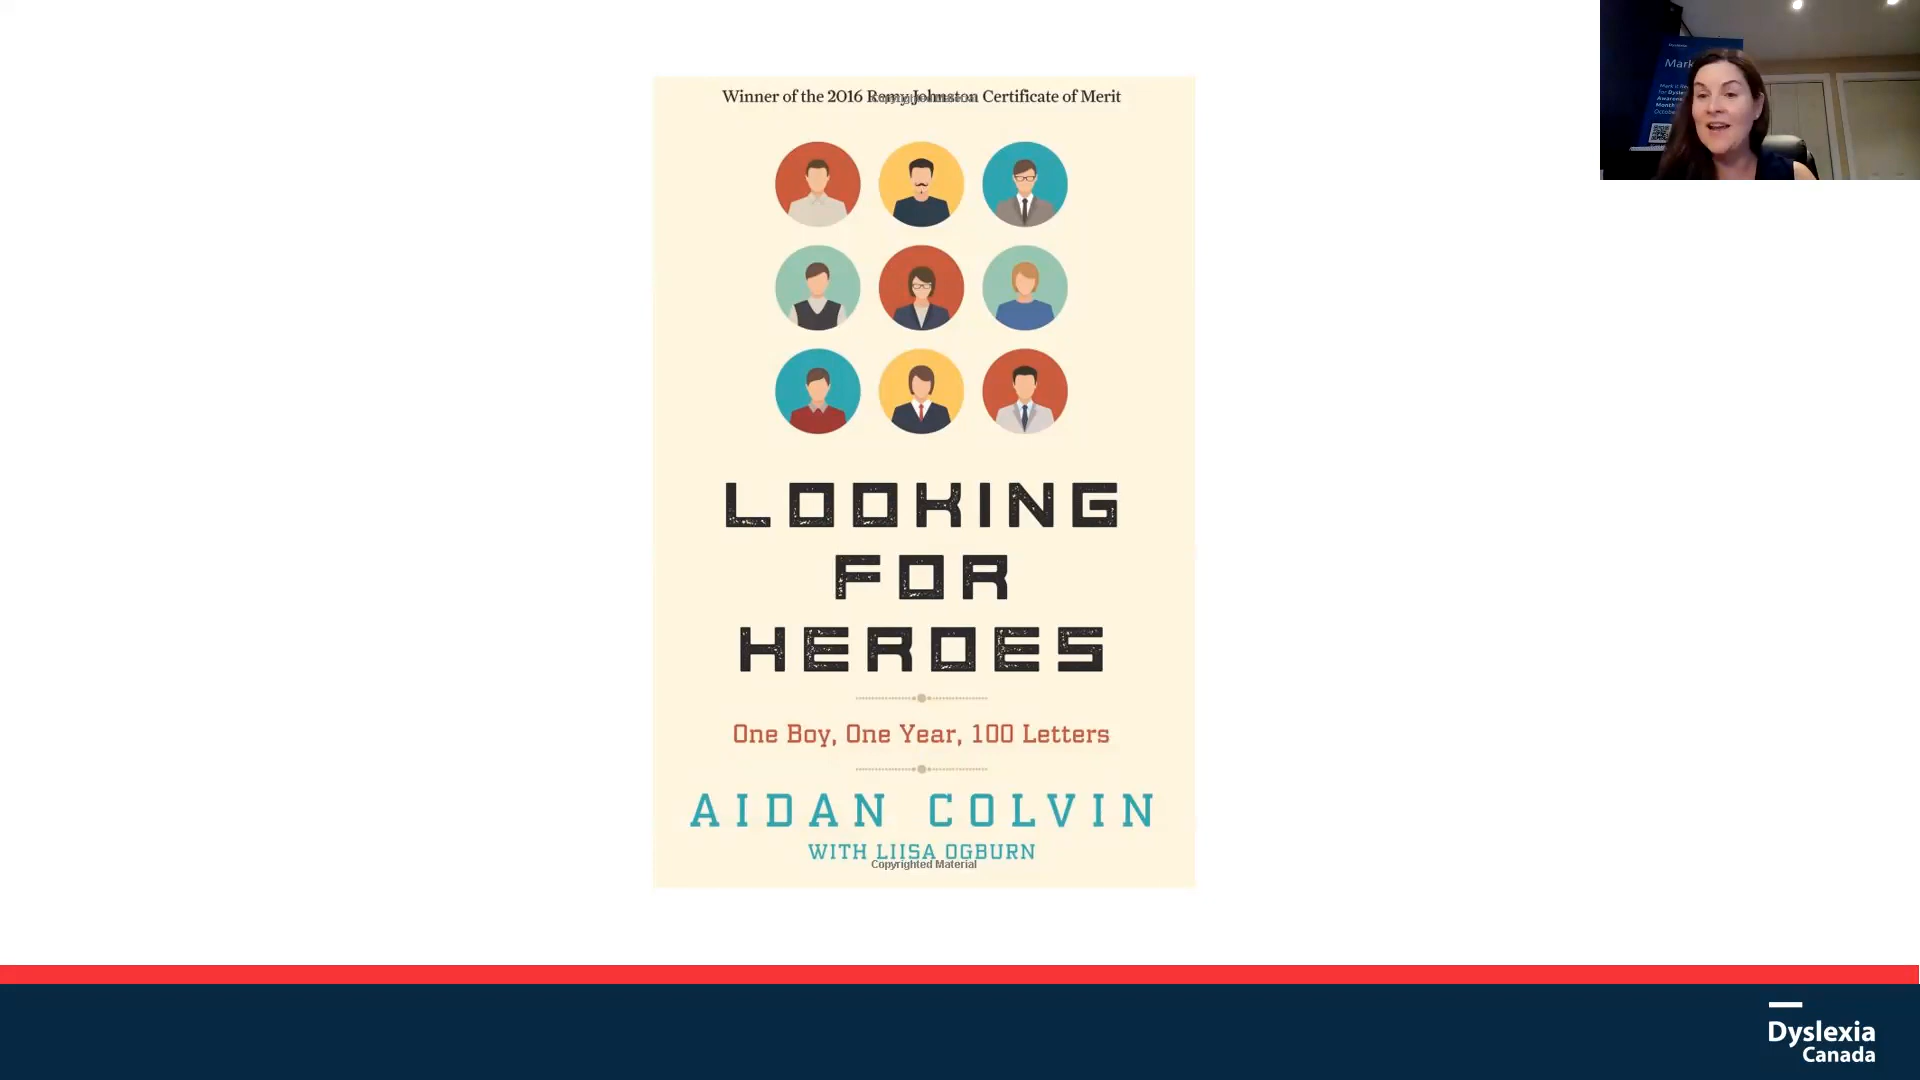 Winner of the 2016 Remy Johnston Certificate of Merit
LOOKING
FOR
HEROES
One Boy, One Year, 100 Letters
AIDAN COLVIN
WITH LIISA OGBURN
Copyrighted Material
Mark
Dyslexia
Canada